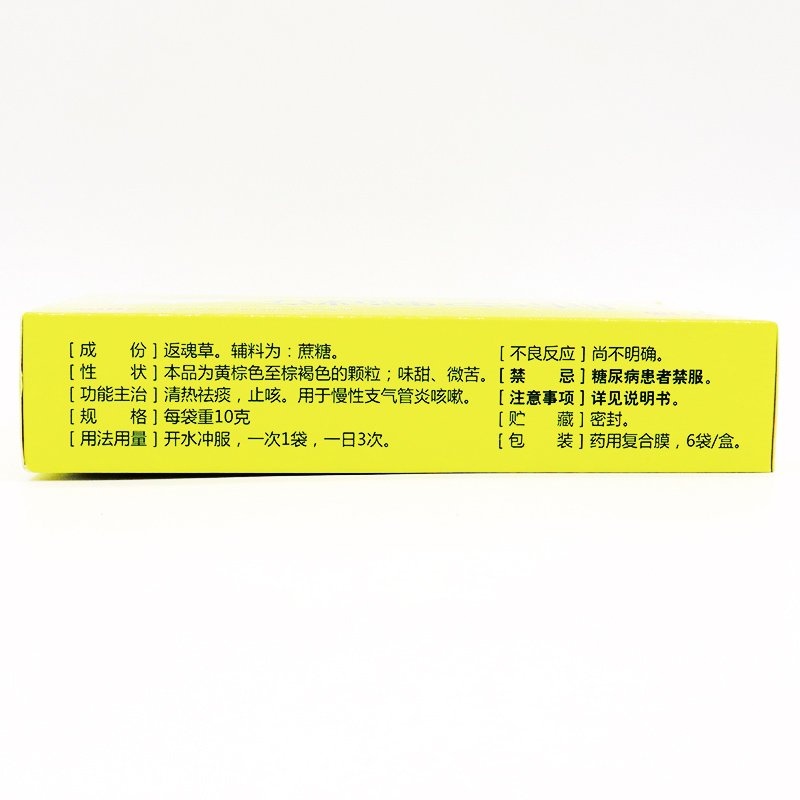 [成　份]返魂草。辅料为：蔗糖。
[性　状]本品为黄棕色至棕褐色的颗粒；味甜、微苦。
[功能主治]清热祛痰，止咳。用于慢性支气管炎咳嗽。
[规　格]每袋重10克
[用法用量]开水冲服，一次1袋，一日3次。
[不良反应]尚不明确。
[禁　忌]糖尿病患者禁服。
[注意事项]详见说明书。
[贮　藏]密封。
[包　装]药用复合膜，6袋/盒。